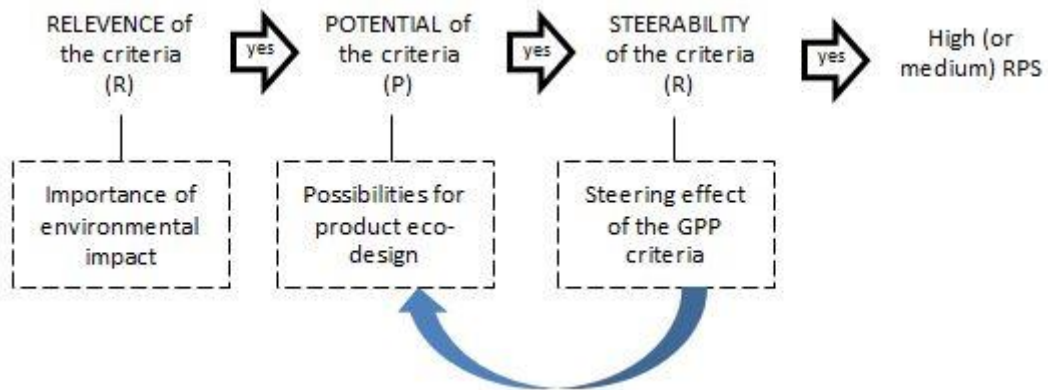 RELEVENCE of
the criteria
(R)
yes
POTENTIAL of
the criteria
(P)
yes
STEERABILITY
of the criteria
(R)
yes
High (or
medium) RPS
Importance of
environmental
impact
Possibilities for
product eco-
design
Steering effect
of the GPP
criteria